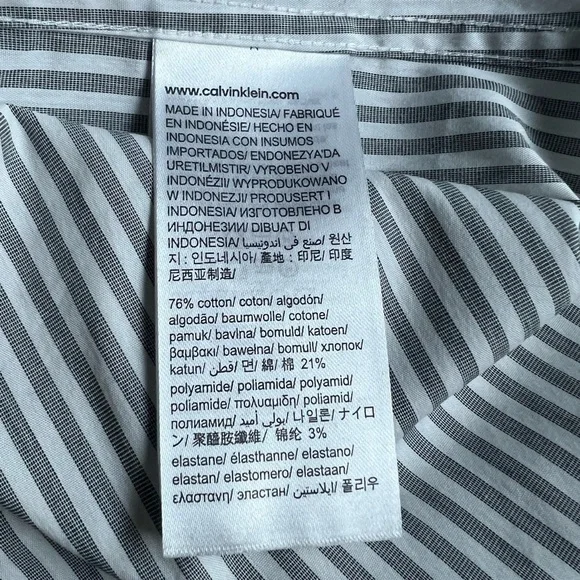 www.calvinklein.com
MADE IN INDONESIA/ FABRIQUÉ
EN INDONÉSIE/ HECHO EN
INDONESIA CON INSUMOS
IMPORTADOS/ ENDONEZYA'DA
URETILMISTIR/ VYROBENO V
INDONÉZII/ WYPRODUKOWANO
W INDONEZJI/ PRODUSERT I
INDONESIA/ ИЗГОТОВЛЕНО В
ИНДОНЕЗИИ/ DIBUAT DI
INDONESIA/ صنع في اندونيسيا/ 원산
지 : 인도네시아/ 產地 : 印尼/ 印度
尼西亚制造/
76% cotton/ coton/ algodón/
algodão/ baumwolle/ cotone/
pamuk/ bavlna/ bomuld/ katoen/
βαμβακι/ bawełna/ bomull/ хлопок/
katun/ قطن/ 면/ 綿/ 棉 21%
polyamide/ poliamida/ polyamid/
poliamide/ πολυαμιδη/ poliamid/
полиамид/ بولي أميد/ 나일론/ ナイロ
ン/ 聚醯胺纖維/ 锦纶 3%
elastane/ élasthanne/ elastano/
elastan/ elastomero/ elastaan/
ελαστανη/ эластан/ ايلاستين/ 폴리우